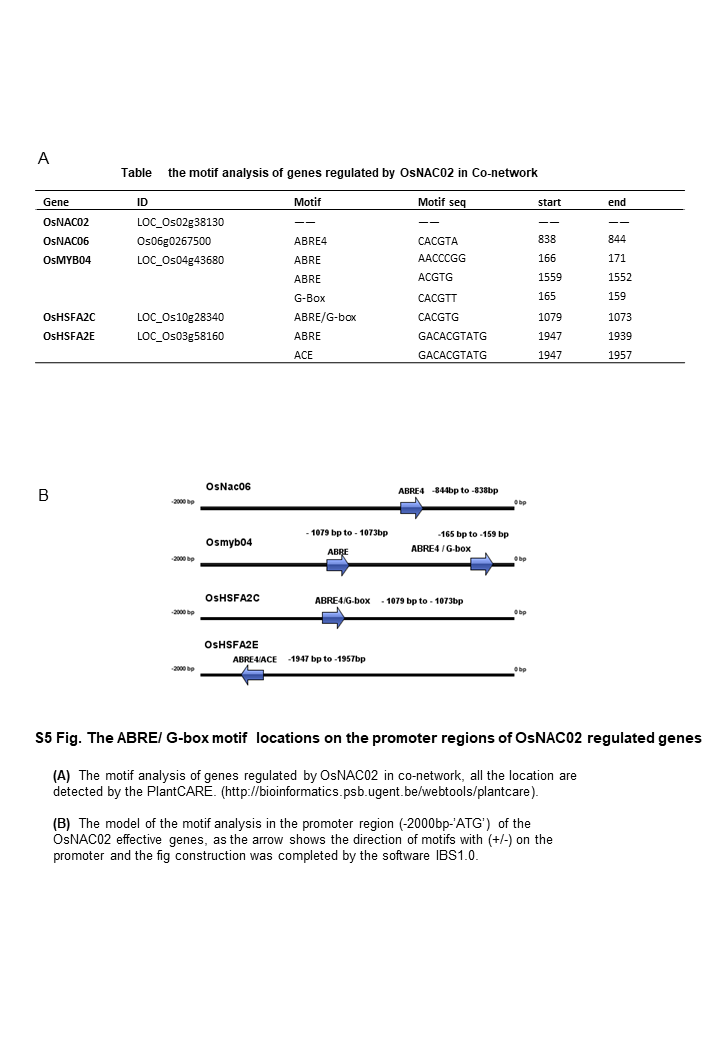 A
Table the motif analysis of genes regulated by OsNAC02 in Co-network
Gene ID Motif Motif seq start end
OsNAC02 LOC_Os02g38130 —— —— —— ——
OsNAC06 Os06g0267500 ABRE4 CACGTA 838 844
OsMYB04 LOC_Os04g43680 ABRE AACCCGG 166 171
ABRE ACGTG 1559 1552
G-Box CACGTT 165 159
OsHSFA2C LOC_Os10g28340 ABRE/G-box CACGTG 1079 1073
OsHSFA2E LOC_Os03g58160 ABRE GACACGTATG 1947 1939
ACE GACACGTATG 1947 1957
B
OsNac06
ABRE4 -844bp to -838bp
-2000 bp 0 bp
Osmyb04
- 1079 bp to - 1073bp -165 bp to -159 bp
ABRE ABRE4 / G-box
-2000 bp 0 bp
OsHSFA2C
ABRE4/G-box - 1079 bp to - 1073bp
-2000 bp 0 bp
OsHSFA2E
ABRE4/ACE -1947 bp to -1957bp
-2000 bp 0 bp
S5 Fig. The ABRE/ G-box motif locations on the promoter regions of OsNAC02 regulated genes
(A) The motif analysis of genes regulated by OsNAC02 in co-network, all the location are
detected by the PlantCARE. (http://bioinformatics.psb.ugent.be/webtools/plantcare).
(B) The model of the motif analysis in the promoter region (-2000bp-’ATG’) of the
OsNAC02 effective genes, as the arrow shows the direction of motifs with (+/-) on the
promoter and the fig construction was completed by the software IBS1.0.